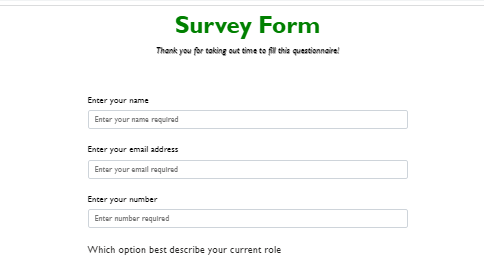 Survey Form
Thank you for taking out time to fill this questionnaire!
Enter your name
Enter your name required
Enter your email address
Enter your email required
Enter your number
Enter number required
Which option best describe your current role